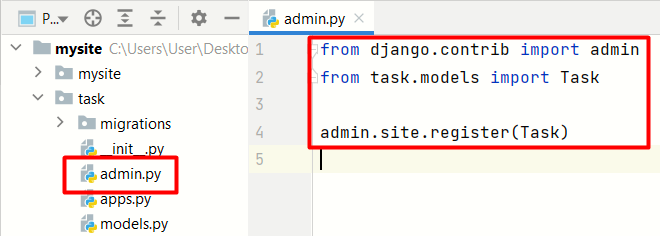 P...
admin.py
mysite C:\Users\User\Deskto
mysite
task
migrations
__init__.py
admin.py
apps.py
models.py
1 from django.contrib import admin
2 from task.models import Task
3
4 admin.site.register(Task)
5